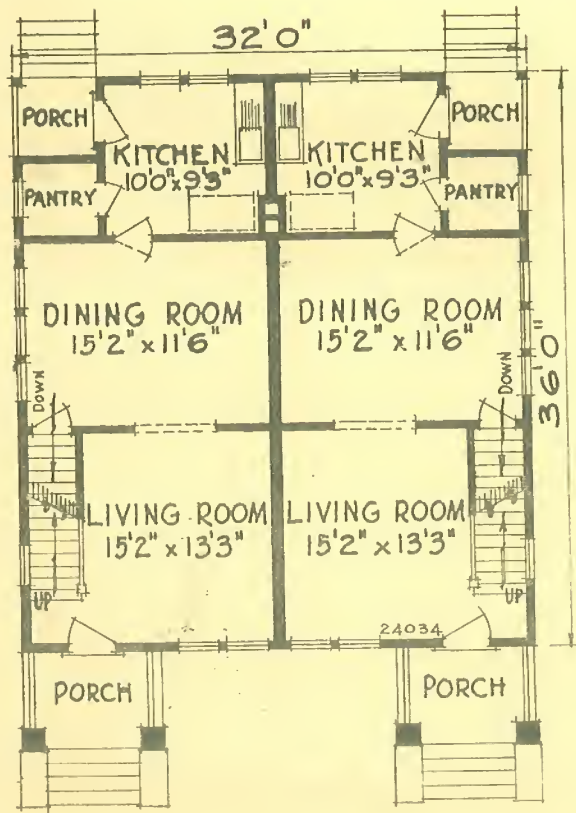 32'0"
PORCH
PORCH
KITCHEN
10'0"x9'3"
KITCHEN
10'0"x9'3"
PANTRY
PANTRY
DINING ROOM
15'2" x 11'6"
DINING ROOM
15'2" x 11'6"
36'0"
DOWN
DOWN
LIVING ROOM
15'2" x 13'3"
LIVING ROOM
15'2" x 13'3"
UP
UP
24034
PORCH
PORCH